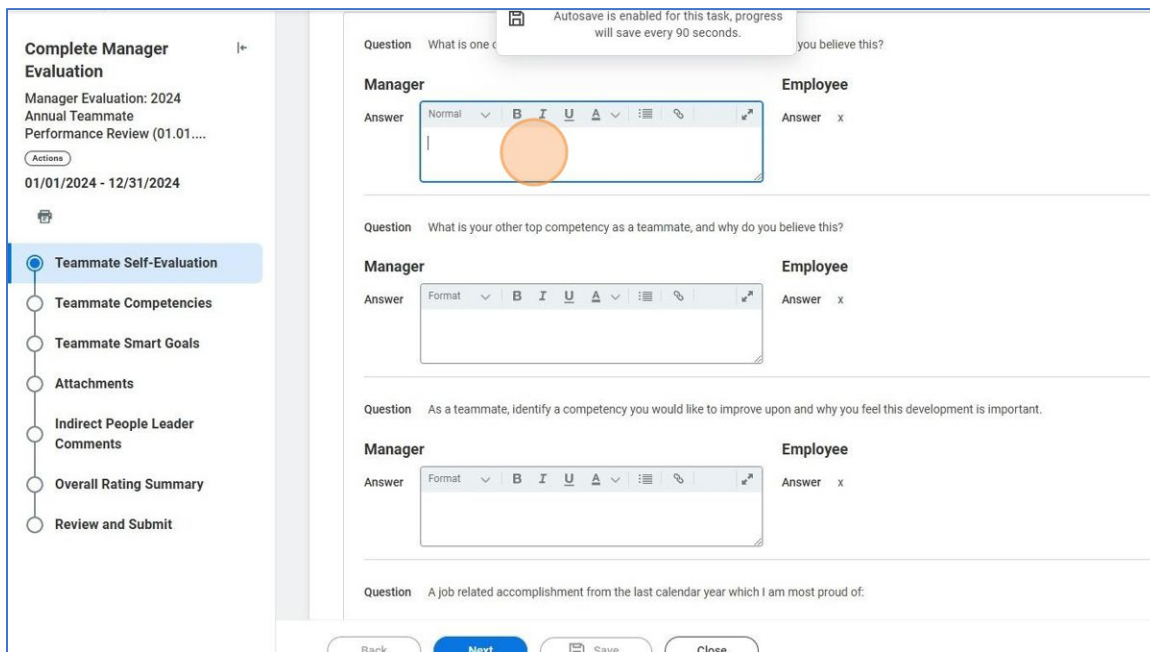 Autosave is enabled for this task, progress
will save every 90 seconds.
Complete Manager
Evaluation
Manager Evaluation: 2024
Annual Teammate
Performance Review (01.01....
Actions
01/01/2024 - 12/31/2024
Teammate Self-Evaluation
Teammate Competencies
Teammate Smart Goals
Attachments
Indirect People Leader
Comments
Overall Rating Summary
Review and Submit
Question What is one you believe this?
Manager Employee
Answer Normal B I U A Answer x
Question What is your other top competency as a teammate, and why do you believe this?
Manager Employee
Answer Format B I U A Answer x
Question As a teammate, identify a competency you would like to improve upon and why you feel this development is important.
Manager Employee
Answer Format B I U A Answer x
Question A job related accomplishment from the last calendar year which I am most proud of:
Back Next Save Close